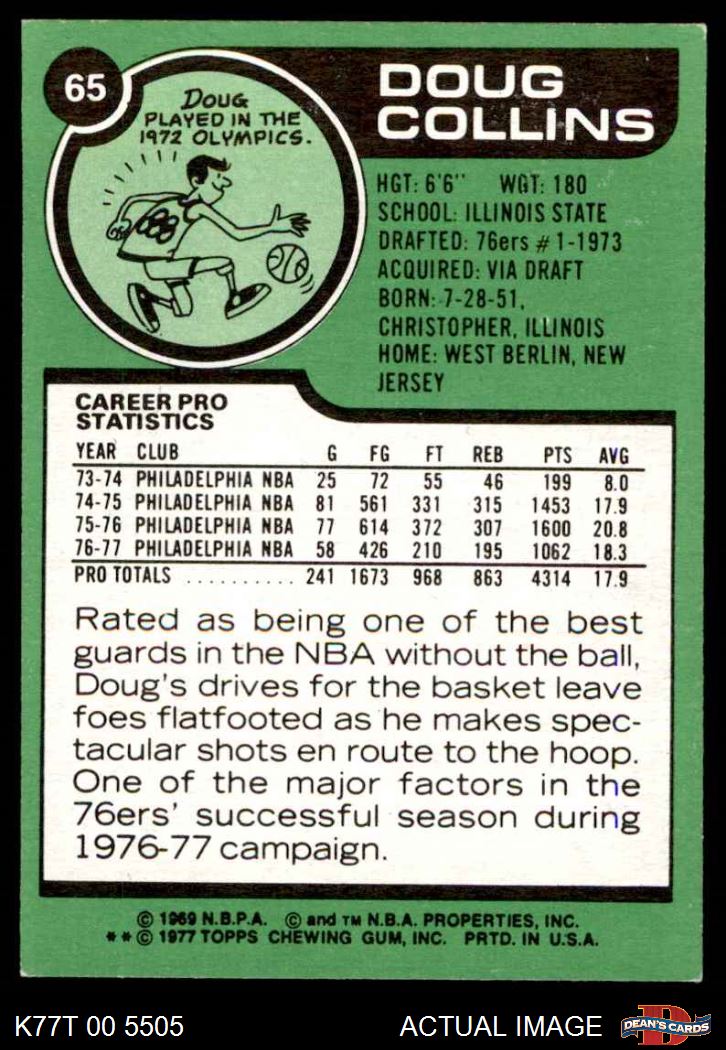 65
DOUG
PLAYED IN THE
1972 OLYMPICS.
DOUG
COLLINS
HGT: 6'6" WGT: 180
SCHOOL: ILLINOIS STATE
DRAFTED: 76ers #1-1973
ACQUIRED: VIA DRAFT
BORN: 7-28-51,
CHRISTOPHER, ILLINOIS
HOME: WEST BERLIN, NEW
JERSEY
CAREER PRO
STATISTICS
YEAR CLUB G FG FT REB PTS AVG
73-74 PHILADELPHIA NBA 25 72 55 46 199 8.0
74-75 PHILADELPHIA NBA 81 561 331 315 1453 17.9
75-76 PHILADELPHIA NBA 77 614 372 307 1600 20.8
76-77 PHILADELPHIA NBA 58 426 210 195 1062 18.3
PRO TOTALS .......... 241 1673 968 863 4314 17.9
Rated as being one of the best
guards in the NBA without the ball,
Doug's drives for the basket leave
foes flatfooted as he makes spec-
tacular shots en route to the hoop.
One of the major factors in the
76ers' successful season during
1976-77 campaign.
© 1969 N.B.P.A. © and TM N.B.A. PROPERTIES, INC.
**© 1977 TOPPS CHEWING GUM, INC. PRTD. IN U.S.A.
K77T 00 5505
ACTUAL IMAGE
D
DEAN'S CARDS